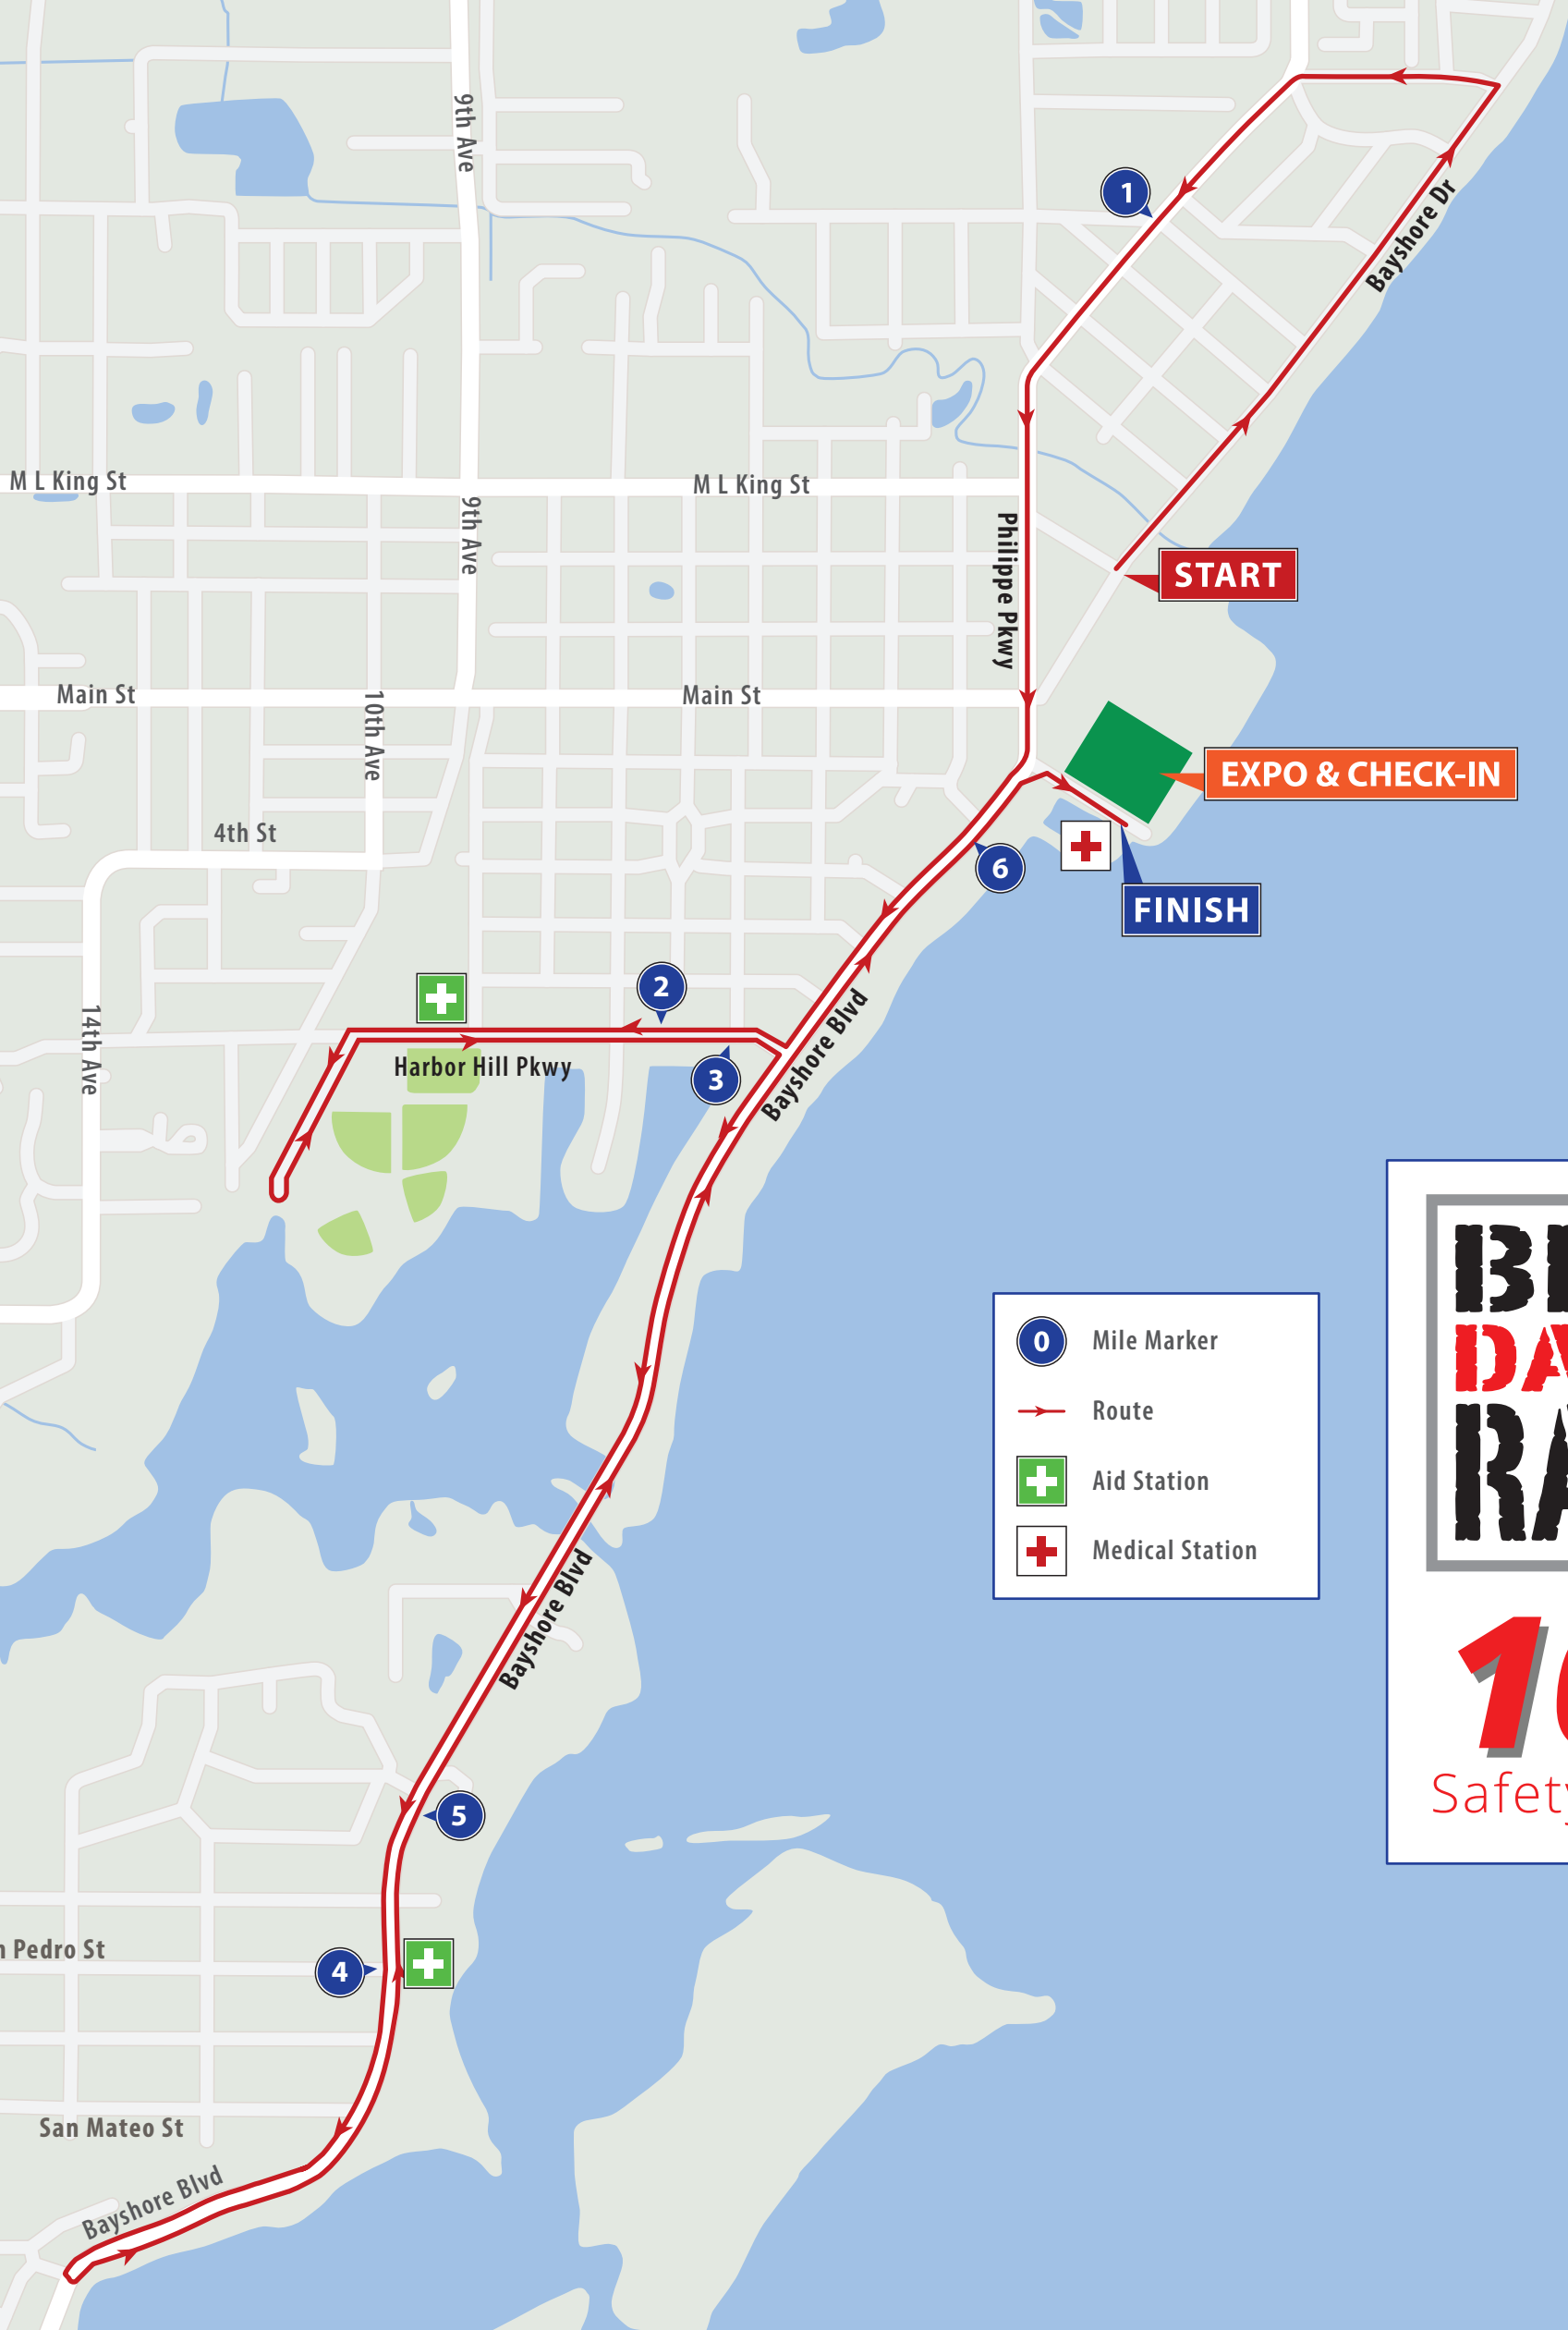 9th Ave
1
Bayshore Dr
M L King St
M L King St
9th Ave
Philippe Pkwy
START
Main St
Main St
10th Ave
EXPO & CHECK-IN
4th St
6
FINISH
2
14th Ave
Harbor Hill Pkwy
3
Bayshore Blvd
0 Mile Marker
Route
Aid Station
Medical Station
Bayshore Blvd
5
Pedro St
4
San Mateo St
Bayshore Blvd